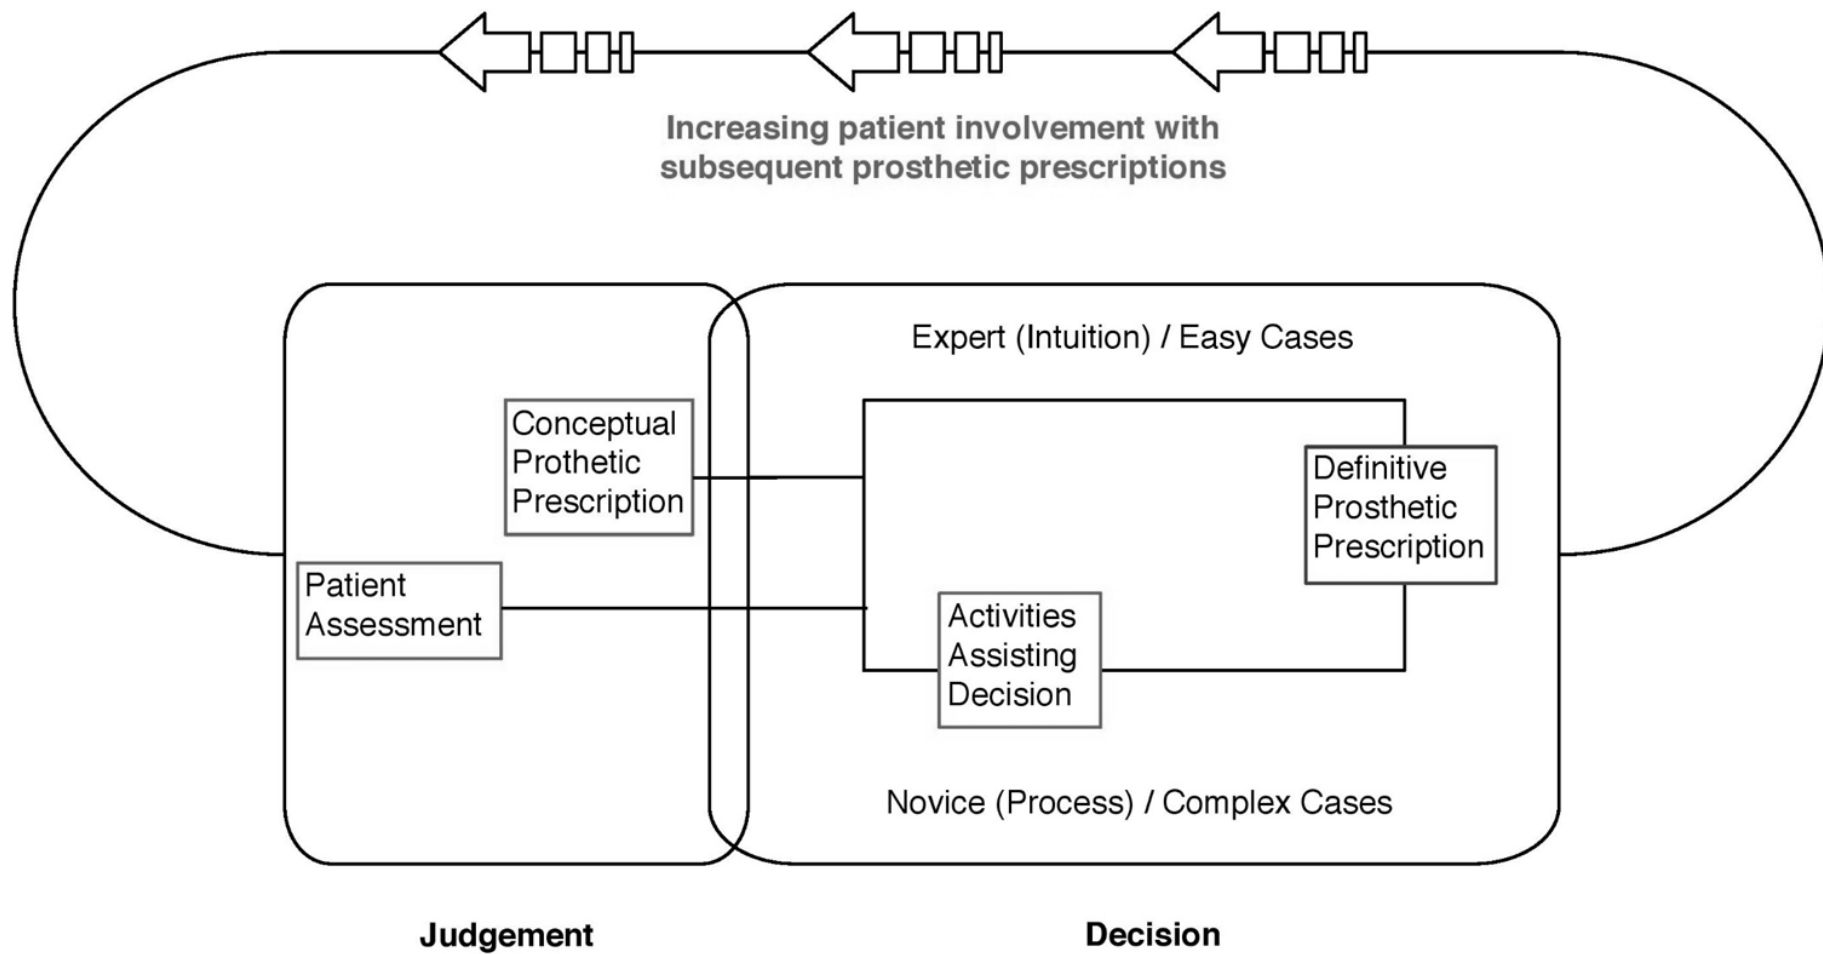 Increasing patient involvement with
subsequent prosthetic prescriptions
Expert (Intuition) / Easy Cases
Conceptual
Prothetic
Prescription
Definitive
Prosthetic
Prescription
Patient
Assessment
Activities
Assisting
Decision
Novice (Process) / Complex Cases
Judgement
Decision